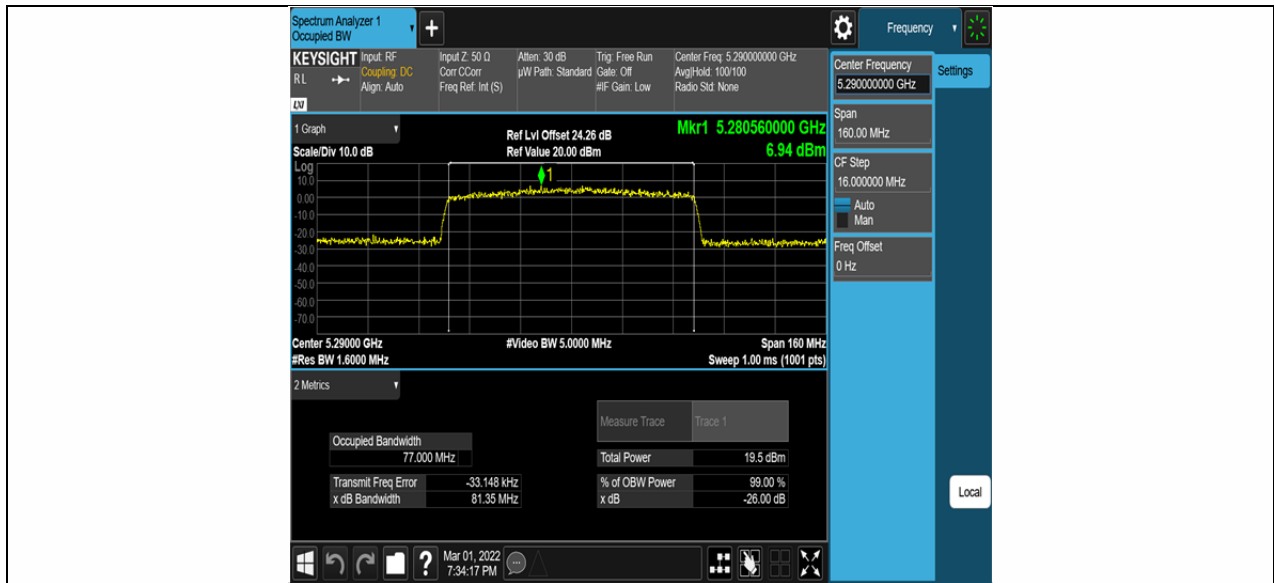 Spectrum Analyzer 1
Occupied BW
+
Frequency
KEYSIGHT
RL
LXI
Input: RF
Coupling: DC
Align: Auto
Input Z: 50 Ω
Corr CCorr
Freq Ref: Int (S)
Atten: 30 dB
µW Path: Standard
Trig: Free Run
Gate: Off
#IF Gain: Low
Center Freq: 5.290000000 GHz
Avg|Hold: 100/100
Radio Std: None
Center Frequency
5.290000000 GHz
Settings
Span
160.00 MHz
CF Step
16.000000 MHz
Auto
Man
Freq Offset
0 Hz
Local
1 Graph
Scale/Div 10.0 dB
Ref Lvl Offset 24.26 dB
Ref Value 20.00 dBm
Mkr1 5.280560000 GHz
6.94 dBm
Log
10.0
0.00
-10.0
-20.0
-30.0
-40.0
-50.0
-60.0
-70.0
1
Center 5.29000 GHz
#Res BW 1.6000 MHz
#Video BW 5.0000 MHz
Span 160 MHz
Sweep 1.00 ms (1001 pts)
2 Metrics
Measure Trace Trace 1
Occupied Bandwidth
77.000 MHz
Total Power 19.5 dBm
Transmit Freq Error -33.148 kHz
x dB Bandwidth 81.35 MHz
% of OBW Power 99.00 %
x dB -26.00 dB
?
Mar 01, 2022
7:34:17 PM